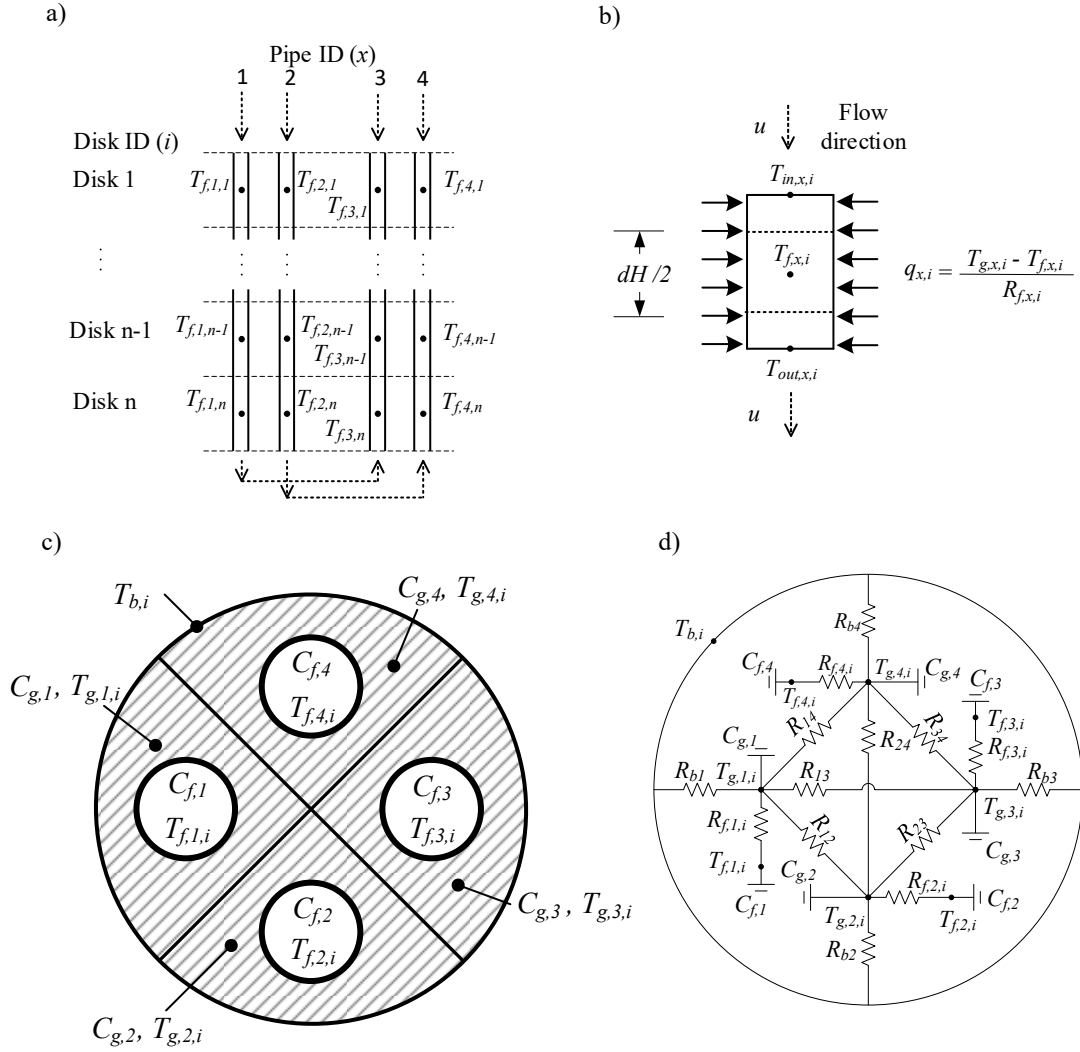 a)
Pipe ID (x)
1 2 3 4
Disk ID (i)
Disk 1
T_{f,1,1} T_{f,2,1} T_{f,3,1} T_{f,4,1}
⋮ ⋮ ⋮ ⋮ ⋮
Disk n-1
T_{f,1,n-1} T_{f,2,n-1} T_{f,3,n-1} T_{f,4,n-1}
Disk n
T_{f,1,n} T_{f,2,n} T_{f,3,n} T_{f,4,n}
b)
u
Flow
direction
T_{in,x,i}
dH/2
T_{f,x,i}
q_{x,i} = \frac{T_{g,x,i} - T_{f,x,i}}{R_{f,x,i}}
T_{out,x,i}
u
c)
T_{b,i}
C_{g,4}, T_{g,4,i}
C_{f,4}
T_{f,4,i}
C_{g,1}, T_{g,1,i}
C_{f,1}
T_{f,1,i}
C_{f,3}
T_{f,3,i}
C_{f,2}
T_{f,2,i}
C_{g,3} , T_{g,3,i}
C_{g,2}, T_{g,2,i}
d)
T_{b,i}
R_{b4}
C_{f,4} R_{f,4,i} T_{g,4,i} C_{g,4}
T_{f,4,i}
C_{f,3}
T_{f,3,i}
R_{f,3,i}
R_{14} R_{24} R_{34}
C_{g,1}
R_{b1} T_{g,1,i} R_{13} R_{b3}
T_{g,3,i}
R_{f,1,i}
R_{12} R_{23}
C_{g,3}
T_{f,1,i}
C_{f,1}
C_{g,2}
R_{f,2,i}
C_{f,2}
T_{g,2,i} T_{f,2,i}
R_{b2}